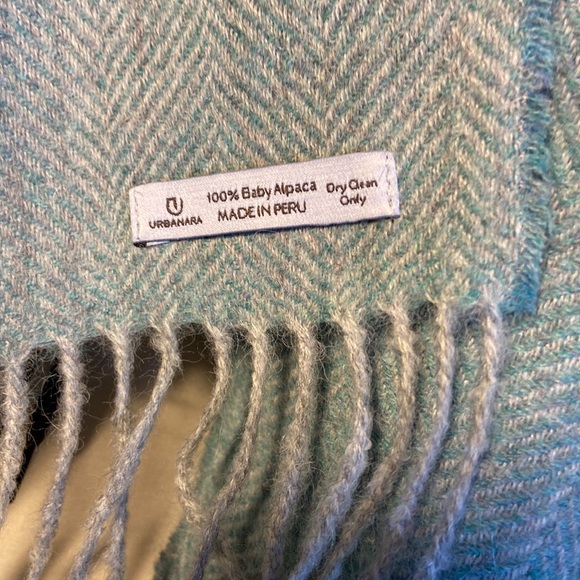 URBANARA
100% Baby Alpaca
MADE IN PERU
Dry Clean
Only